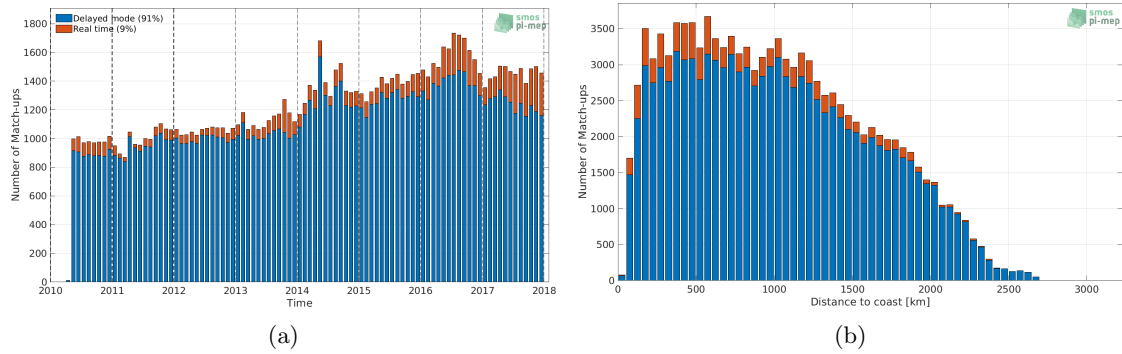 Delayed mode (91%)
Real time (9%)
smos
pi-mep
1800
1600
1400
1200
1000
800
600
400
200
0
Number of Match-ups
2010 2011 2012 2013 2014 2015 2016 2017 2018
Time
(a)
smos
pi-mep
3500
3000
2500
2000
1500
1000
500
0
Number of Match-ups
0 500 1000 1500 2000 2500 3000
Distance to coast [km]
(b)